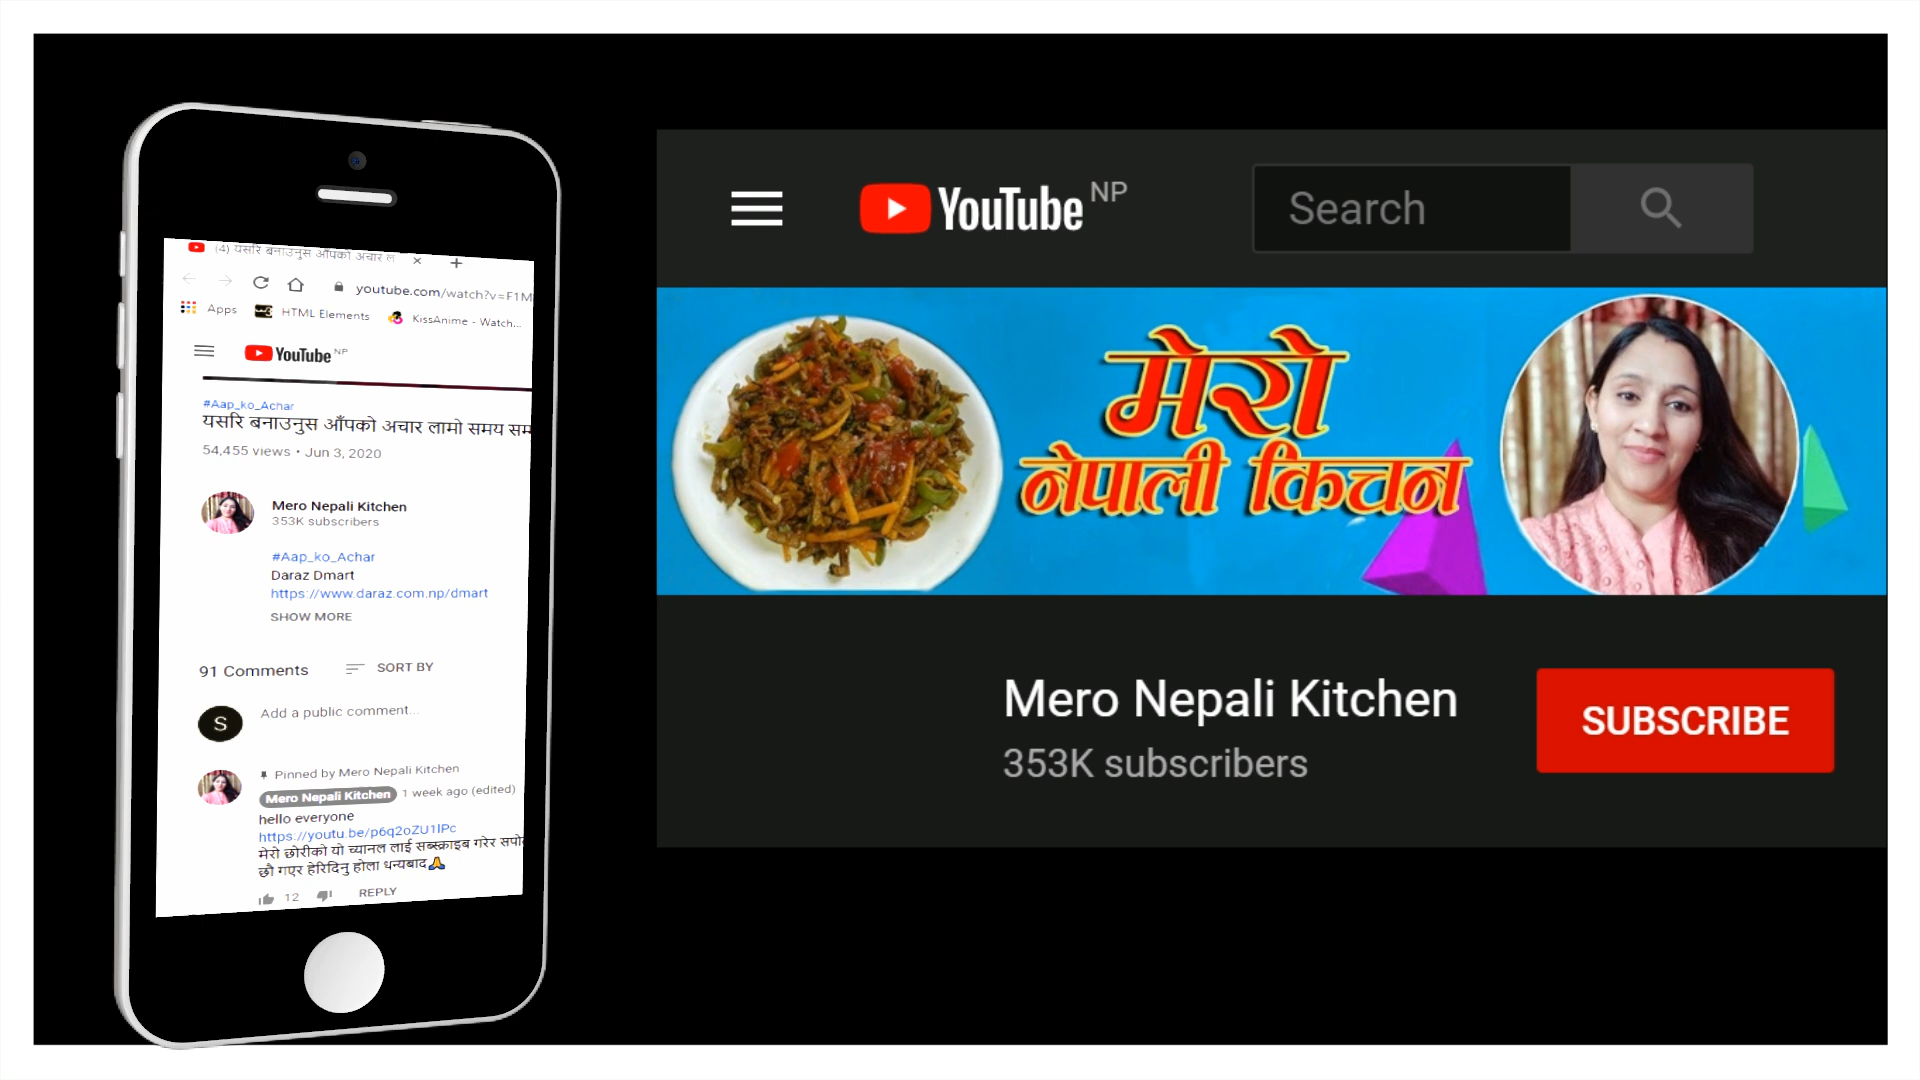 (4) यसरि बनाउनुस आँपको अचार ल
youtube.com/watch?v=F1M
Apps HTML Elements KissAnime - Watch...
YouTube NP
#Aap_ko_Achar
यसरि बनाउनुस आँपको अचार लामो समय सम्
54,455 views • Jun 3, 2020
Mero Nepali Kitchen
353K subscribers
#Aap_ko_Achar
Daraz Dmart
https://www.daraz.com.np/dmart
SHOW MORE
91 Comments SORT BY
S Add a public comment...
Pinned by Mero Nepali Kitchen
Mero Nepali Kitchen 1 week ago (edited)
hello everyone
https://youtu.be/p6q2oZU1lPc
मेरो छोरीको यो च्यानल लाई सब्स्क्राइब गरेर सपो
छौ गएर हेरिदिनु होला धन्यबाद🙏
12 REPLY
YouTube NP Search
मेरो
नेपाली किचन
Mero Nepali Kitchen
353K subscribers
SUBSCRIBE